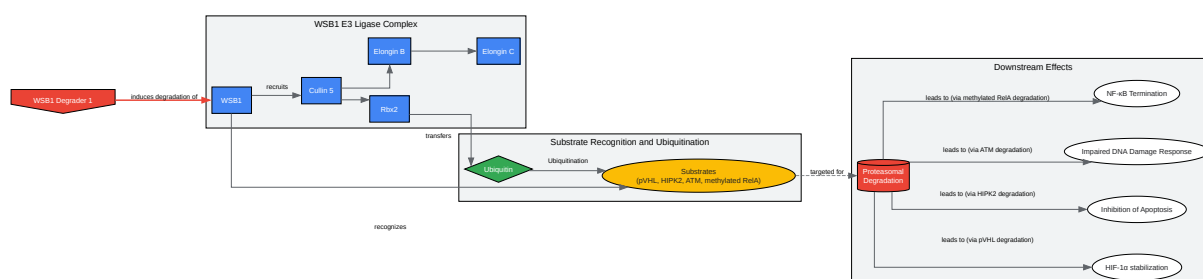 WSB1 E3 Ligase Complex
Elongin B
Elongin C
WSB1 Degrader 1
induces degradation of
WSB1
recruits
Cullin 5
Rbx2
transfers
Substrate Recognition and Ubiquitination
Ubiquitin
Ubiquitination
Substrates
(pVHL, HIPK2, ATM, methylated RelA)
recognizes
targeted for
Downstream Effects
Proteasomal
Degradation
leads to (via methylated RelA degradation)
NF-κB Termination
leads to (via ATM degradation)
Impaired DNA Damage Response
leads to (via HIPK2 degradation)
Inhibition of Apoptosis
leads to (via pVHL degradation)
HIF-1α stabilization